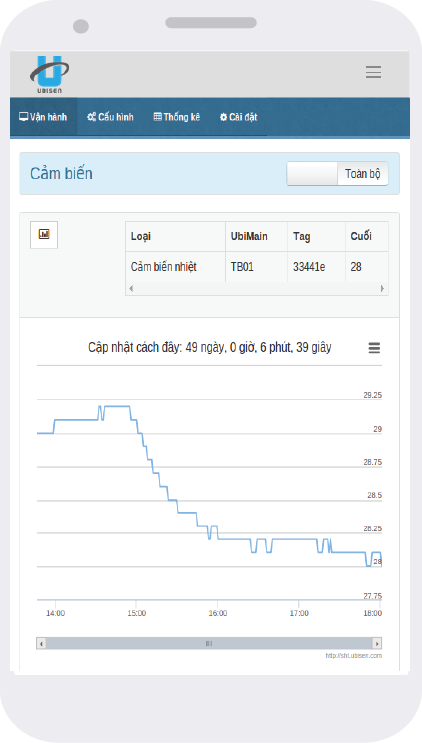 UBISEN
Vận hành Cấu hình Thống kê Cài đặt
Cảm biến Toàn bộ
Loại UbiMain Tag Cuối
Cảm biến nhiệt TB01 33441e 28
Cập nhật cách đây: 49 ngày, 0 giờ, 6 phút, 39 giây
29.25
29
28.75
28.5
28.25
28
27.75
14:00 15:00 16:00 17:00 18:00
http://sht.ubisen.com